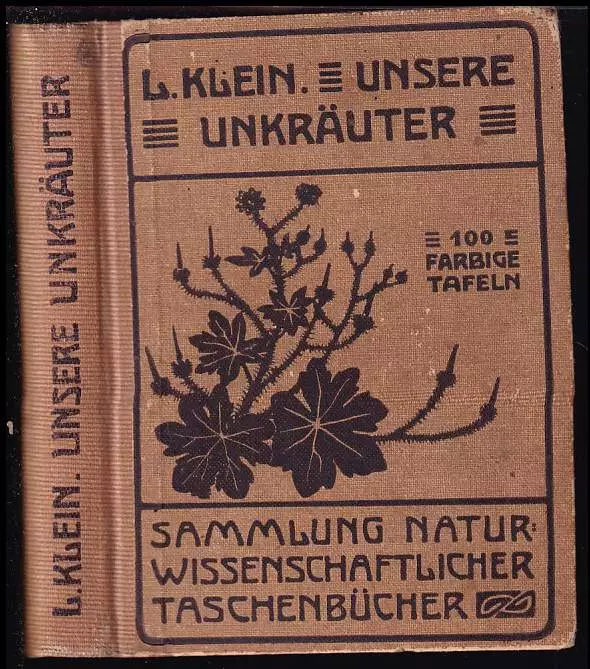 L. KLEIN. UNSERE UNKRÄUTER
L. KLEIN. UNSERE
UNKRÄUTER
100
FARBIGE
TAFELN
SAMMLUNG NATUR:
WISSENSCHAFTLICHER
TASCHENBÜCHER